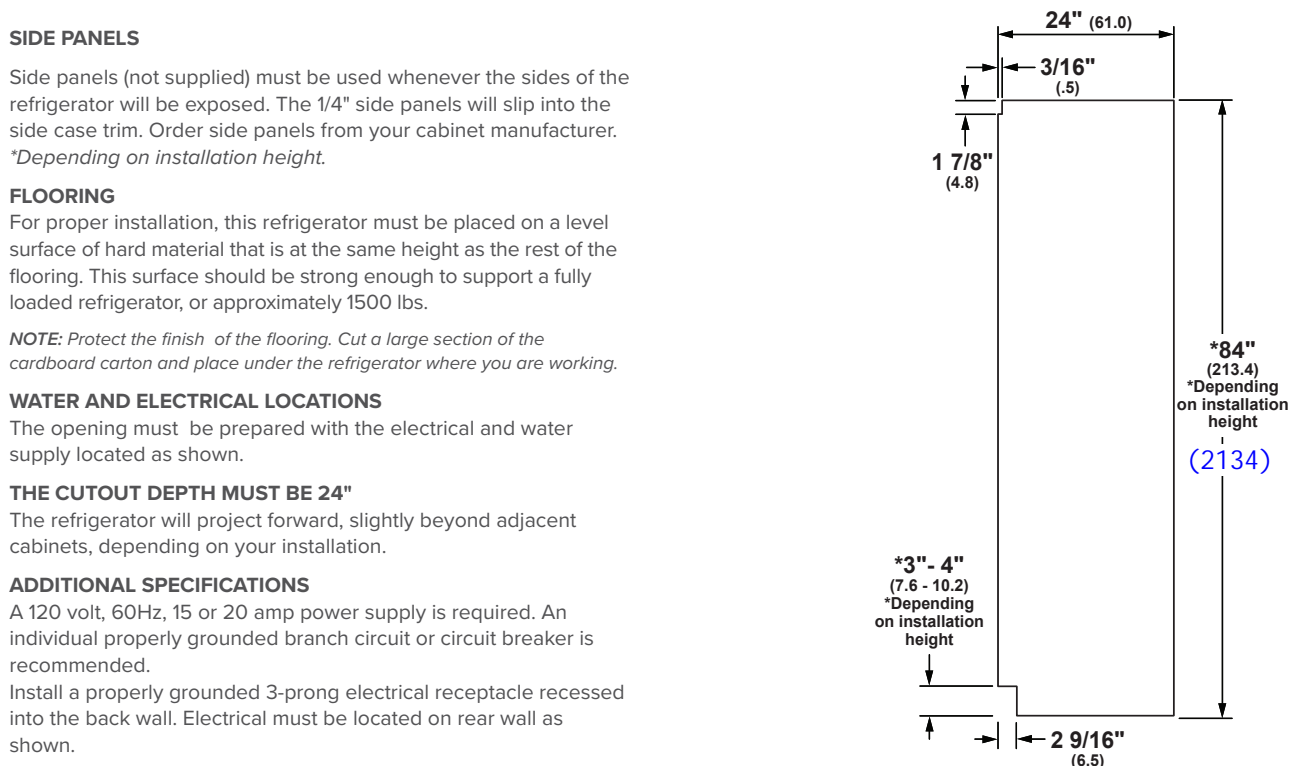 SIDE PANELS
Side panels (not supplied) must be used whenever the sides of the
refrigerator will be exposed. The 1/4" side panels will slip into the
side case trim. Order side panels from your cabinet manufacturer.
*Depending on installation height.
FLOORING
For proper installation, this refrigerator must be placed on a level
surface of hard material that is at the same height as the rest of the
flooring. This surface should be strong enough to support a fully
loaded refrigerator, or approximately 1500 lbs.
NOTE: Protect the finish of the flooring. Cut a large section of the
cardboard carton and place under the refrigerator where you are working.
WATER AND ELECTRICAL LOCATIONS
The opening must be prepared with the electrical and water
supply located as shown.
THE CUTOUT DEPTH MUST BE 24"
The refrigerator will project forward, slightly beyond adjacent
cabinets, depending on your installation.
ADDITIONAL SPECIFICATIONS
A 120 volt, 60Hz, 15 or 20 amp power supply is required. An
individual properly grounded branch circuit or circuit breaker is
recommended.
Install a properly grounded 3-prong electrical receptacle recessed
into the back wall. Electrical must be located on rear wall as
shown.
24" (61.0)
3/16"
(.5)
1 7/8"
(4.8)
*84"
(213.4)
*Depending
on installation
height
(2134)
*3"- 4"
(7.6 - 10.2)
*Depending
on installation
height
2 9/16"
(6.5)